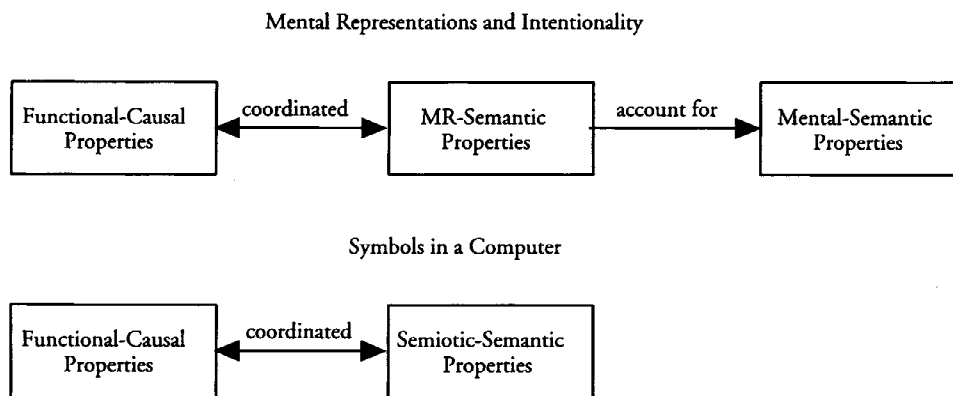 Mental Representations and Intentionality
Functional-Causal
Properties
coordinated
MR-Semantic
Properties
account for
Mental-Semantic
Properties
Symbols in a Computer
Functional-Causal
Properties
coordinated
Semiotic-Semantic
Properties